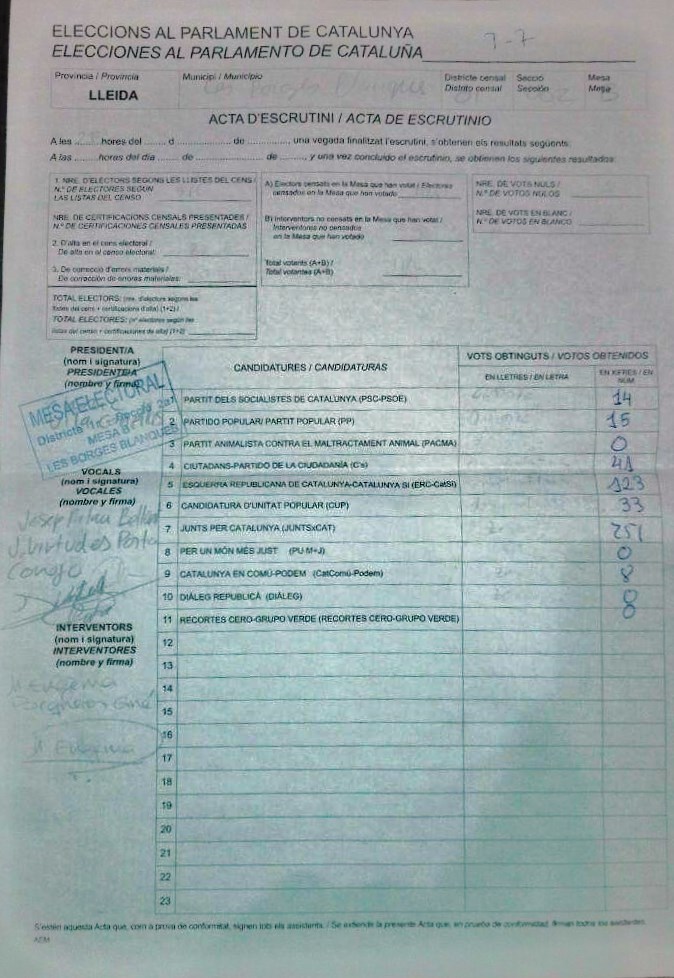 ELECCIONS AL PARLAMENT DE CATALUNYA
ELECCIONES AL PARLAMENTO DE CATALUÑA
7-7
Província / Provincia
LLEIDA
Municipi / Municipio
Les Borges Blanques
Districte censal
Distrito censal
Secció
Sección
Mesa
Mesa
ACTA D'ESCRUTINI / ACTA DE ESCRUTINIO
A les ........ hores del ...... d ................ de ............, una vegada finalitzat l'escrutini, s'obtenen els resultats següents:
A las ........ horas del día ...... de ................ de ............, y una vez concluido el escrutinio, se obtienen los siguientes resultados:
1. NRE. D'ELECTORS SEGONS LES LLISTES DEL CENS /
N.º DE ELECTORES SEGÚN
LAS LISTAS DEL CENSO
NRE. DE CERTIFICACIONS CENSALS PRESENTADES /
N.º DE CERTIFICACIONES CENSALES PRESENTADAS
2. D'alta en el cens electoral /
De alta en el censo electoral:
3. De correcció d'errors materials /
De corrección de errores materiales:
TOTAL ELECTORS: (nre. d'electors segons les
llistes del cens + certificacions d'alta) (1+2) /
TOTAL ELECTORES: (nº electores según las
listas del censo + certificaciones de alta) (1+2)
A) Electors censats en la Mesa que han votat / Electores
censados en la Mesa que han votado
B) Interventors no censats en la Mesa que han votat /
Interventores no censados
en la Mesa que han votado
Total votants (A+B) /
Total votantes (A+B)
NRE. DE VOTS NULS /
N.º DE VOTOS NULOS
NRE. DE VOTS EN BLANC /
N.º DE VOTOS EN BLANCO
PRESIDENT/A
(nom i signatura)
PRESIDENTE/A
(nombre y firma)
MESA ELECTORAL
Districte
Secció
MESA B
LES BORGES BLANQUES
VOCALS
(nom i signatura)
VOCALES
(nombre y firma)
Josep
J. Virtudes Porta
Conejo
INTERVENTORS
(nom i signatura)
INTERVENTORES
(nombre y firma)
M Eugènia
M Eugènia
CANDIDATURES / CANDIDATURAS
VOTS OBTINGUTS / VOTOS OBTENIDOS
EN LLETRES / EN LETRA
EN XIFRES / EN NÚM
1 PARTIT DELS SOCIALISTES DE CATALUNYA (PSC-PSOE) 14
2 PARTIDO POPULAR/ PARTIT POPULAR (PP) 15
3 PARTIT ANIMALISTA CONTRA EL MALTRACTAMENT ANIMAL (PACMA) 0
4 CIUTADANS-PARTIDO DE LA CIUDADANÍA (C's) 41
5 ESQUERRA REPUBLICANA DE CATALUNYA-CATALUNYA SÍ (ERC-CatSí) 123
6 CANDIDATURA D'UNITAT POPULAR (CUP) 33
7 JUNTS PER CATALUNYA (JUNTSxCAT) 251
8 PER UN MÓN MÉS JUST (PU M+J) 0
9 CATALUNYA EN COMÚ-PODEM (CatComú-Podem) 8
10 DIÀLEG REPUBLICÀ (DIÀLEG)
11 RECORTES CERO-GRUPO VERDE (RECORTES CERO-GRUPO VERDE)
12
13
14
15
16
17
18
19
20
21
22
23
S'estén aquesta Acta que, com a prova de conformitat, signen tots els assistents. / Se extiende la presente Acta que, en prueba de conformidad, firman todos los asistentes.